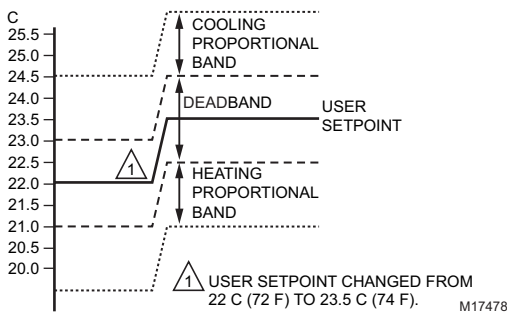 C
25.5
25.0
24.5
24.0
23.5
23.0
22.5
22.0
21.5
21.0
20.5
20.0
COOLING
PROPORTIONAL
BAND
DEADBAND
USER
SETPOINT
1
HEATING
PROPORTIONAL
BAND
1 USER SETPOINT CHANGED FROM
22 C (72 F) TO 23.5 C (74 F).
M17478